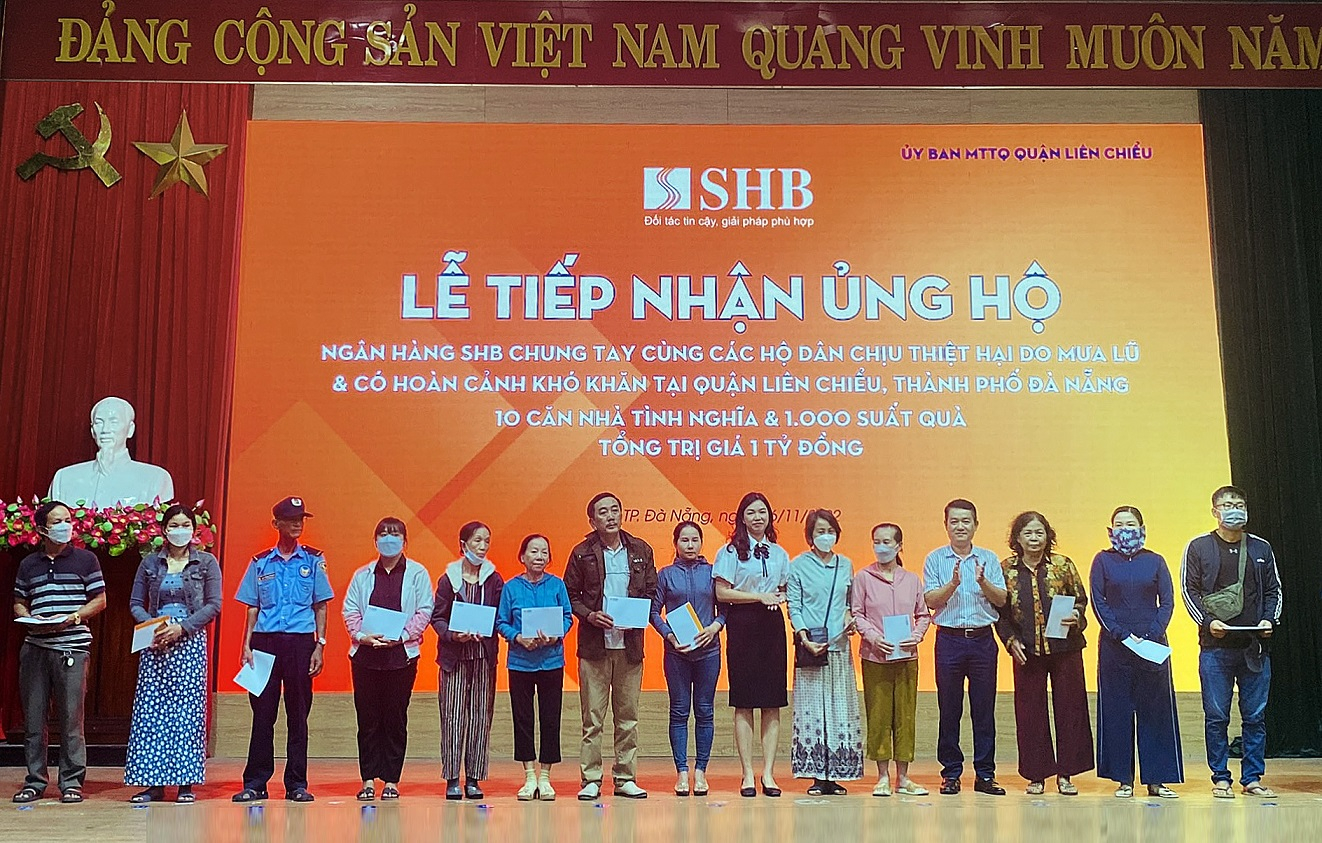 ĐẢNG CỘNG SẢN VIỆT NAM QUANG VINH MUÔN NĂM
ỦY BAN MTTQ QUẬN LIÊN CHIỂU
SHB
Đối tác tin cậy, giải pháp phù hợp
LỄ TIẾP NHẬN ỦNG HỘ
NGÂN HÀNG SHB CHUNG TAY CÙNG CÁC HỘ DÂN CHỊU THIỆT HẠI DO MƯA LŨ
& CÓ HOÀN CẢNH KHÓ KHĂN TẠI QUẬN LIÊN CHIỂU, THÀNH PHỐ ĐÀ NẴNG
10 CĂN NHÀ TÌNH NGHĨA & 1.000 SUẤT QUÀ
TỔNG TRỊ GIÁ 1 TỶ ĐỒNG
TP. Đà Nẵng,